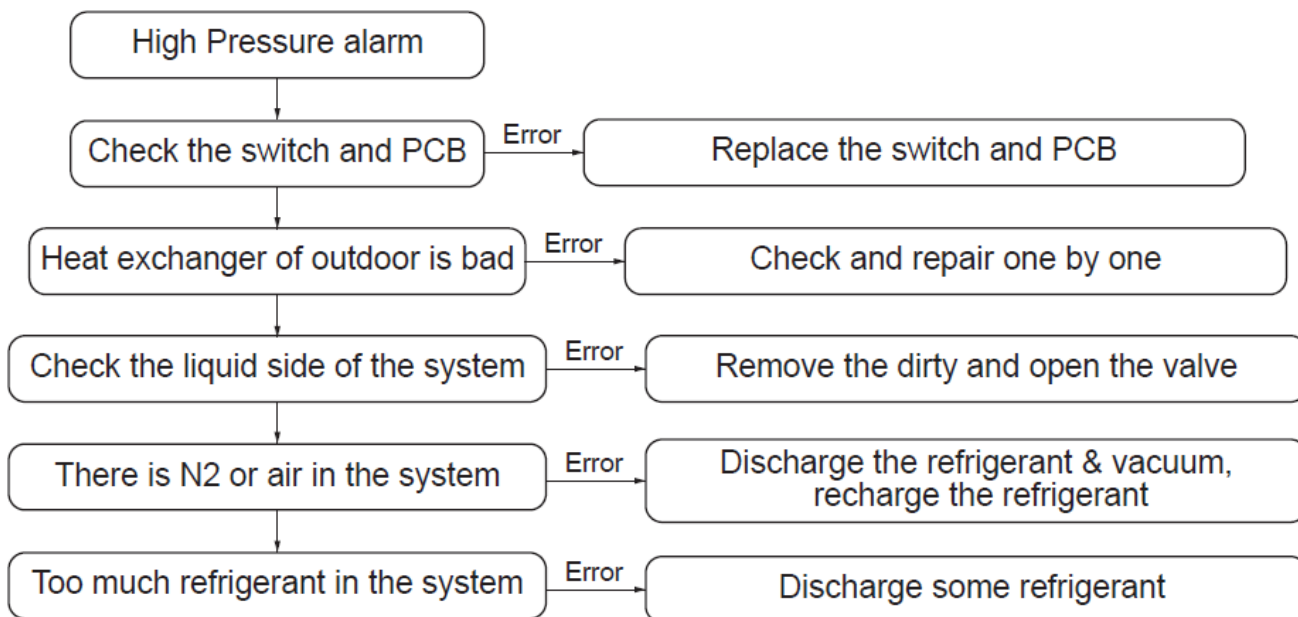 High Pressure alarm
Check the switch and PCB
Error
Replace the switch and PCB
Heat exchanger of outdoor is bad
Error
Check and repair one by one
Check the liquid side of the system
Error
Remove the dirty and open the valve
There is N2 or air in the system
Error
Discharge the refrigerant & vacuum,
recharge the refrigerant
Too much refrigerant in the system
Error
Discharge some refrigerant